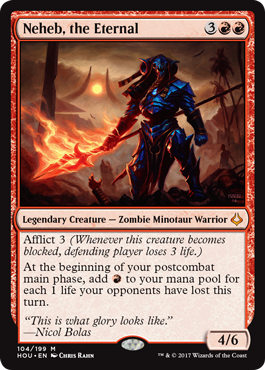 Neheb, the Eternal 3
Legendary Creature — Zombie Minotaur Warrior
Afflict 3 (Whenever this creature becomes
blocked, defending player loses 3 life.)
At the beginning of your postcombat
main phase, add to your mana pool for
each 1 life your opponents have lost this
turn.
“This is what glory looks like.”
—Nicol Bolas
4/6
104/199 M
HOU • EN Chris Rahn
™ & © 2017 Wizards of the Coast